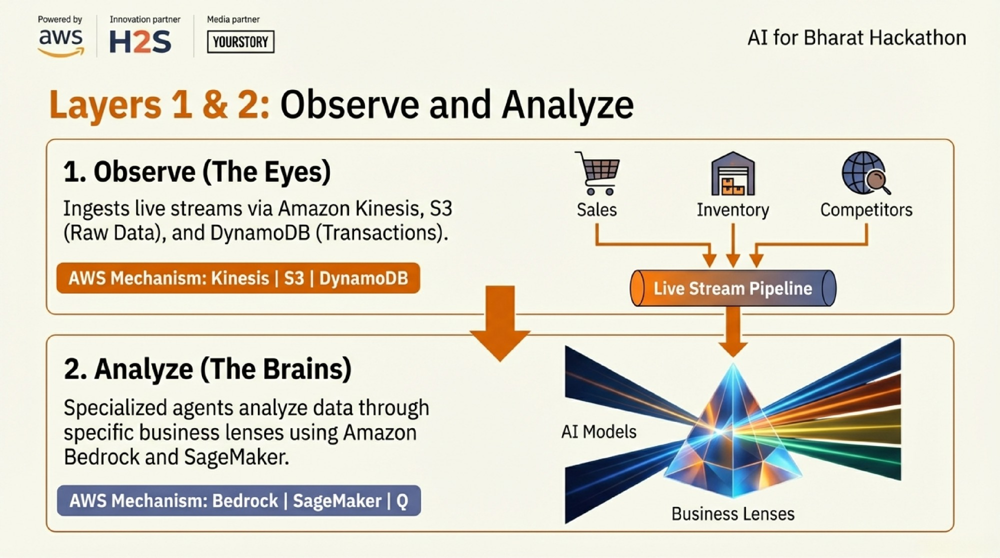 Powered by
aws
Innovation partner
H2S
Media partner
YOURSTORY
AI for Bharat Hackathon
Layers 1 & 2: Observe and Analyze
1. Observe (The Eyes)
Ingests live streams via Amazon Kinesis, S3
(Raw Data), and DynamoDB (Transactions).
AWS Mechanism: Kinesis | S3 | DynamoDB
Sales
Inventory
Competitors
Live Stream Pipeline
2. Analyze (The Brains)
Specialized agents analyze data through
specific business lenses using Amazon
Bedrock and SageMaker.
AWS Mechanism: Bedrock | SageMaker | Q
AI Models
Business Lenses